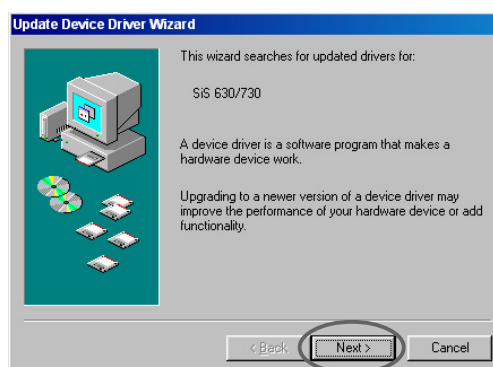 Update Device Driver Wizard
This wizard searches for updated drivers for:
SiS 630/730
A device driver is a software program that makes a
hardware device work.
Upgrading to a newer version of a device driver may
improve the performance of your hardware device or add
functionality.
< Back
Next >
Cancel